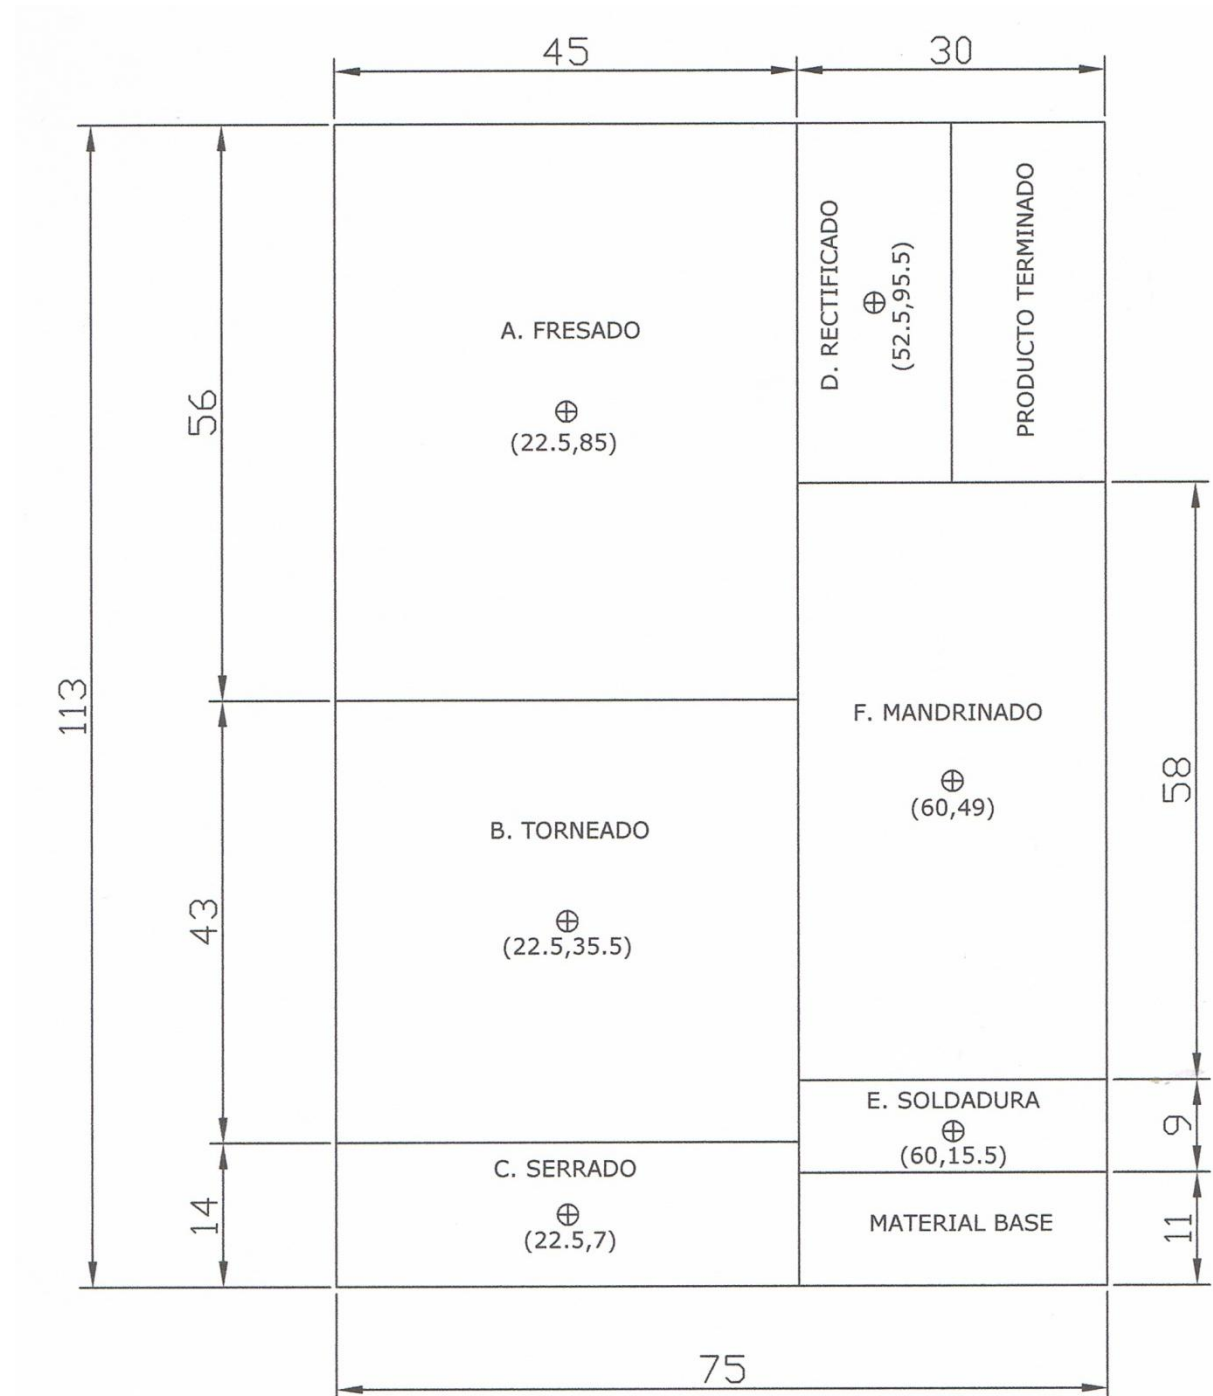 45
30
113
56
43
14
A. FRESADO
(22.5,85)
D. RECTIFICADO
(52.5,95.5)
PRODUCTO TERMINADO
B. TORNEADO
(22.5,35.5)
F. MANDRINADO
(60,49)
58
E. SOLDADURA
(60,15.5)
9
C. SERRADO
(22.5,7)
MATERIAL BASE
11
75